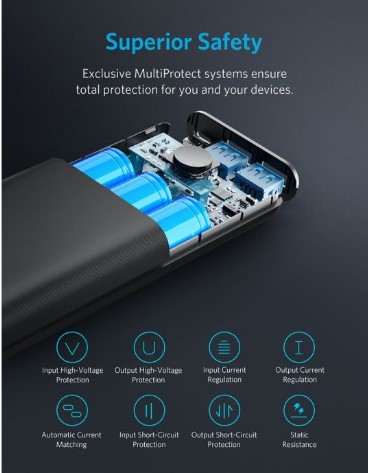 Superior Safety
Exclusive MultiProtect systems ensure
total protection for you and your devices.
Input High-Voltage
Protection
Output High-Voltage
Protection
Input Current
Regulation
Output Current
Regulation
Automatic Current
Matching
Input Short-Circuit
Protection
Output Short-Circuit
Protection
Static
Resistance